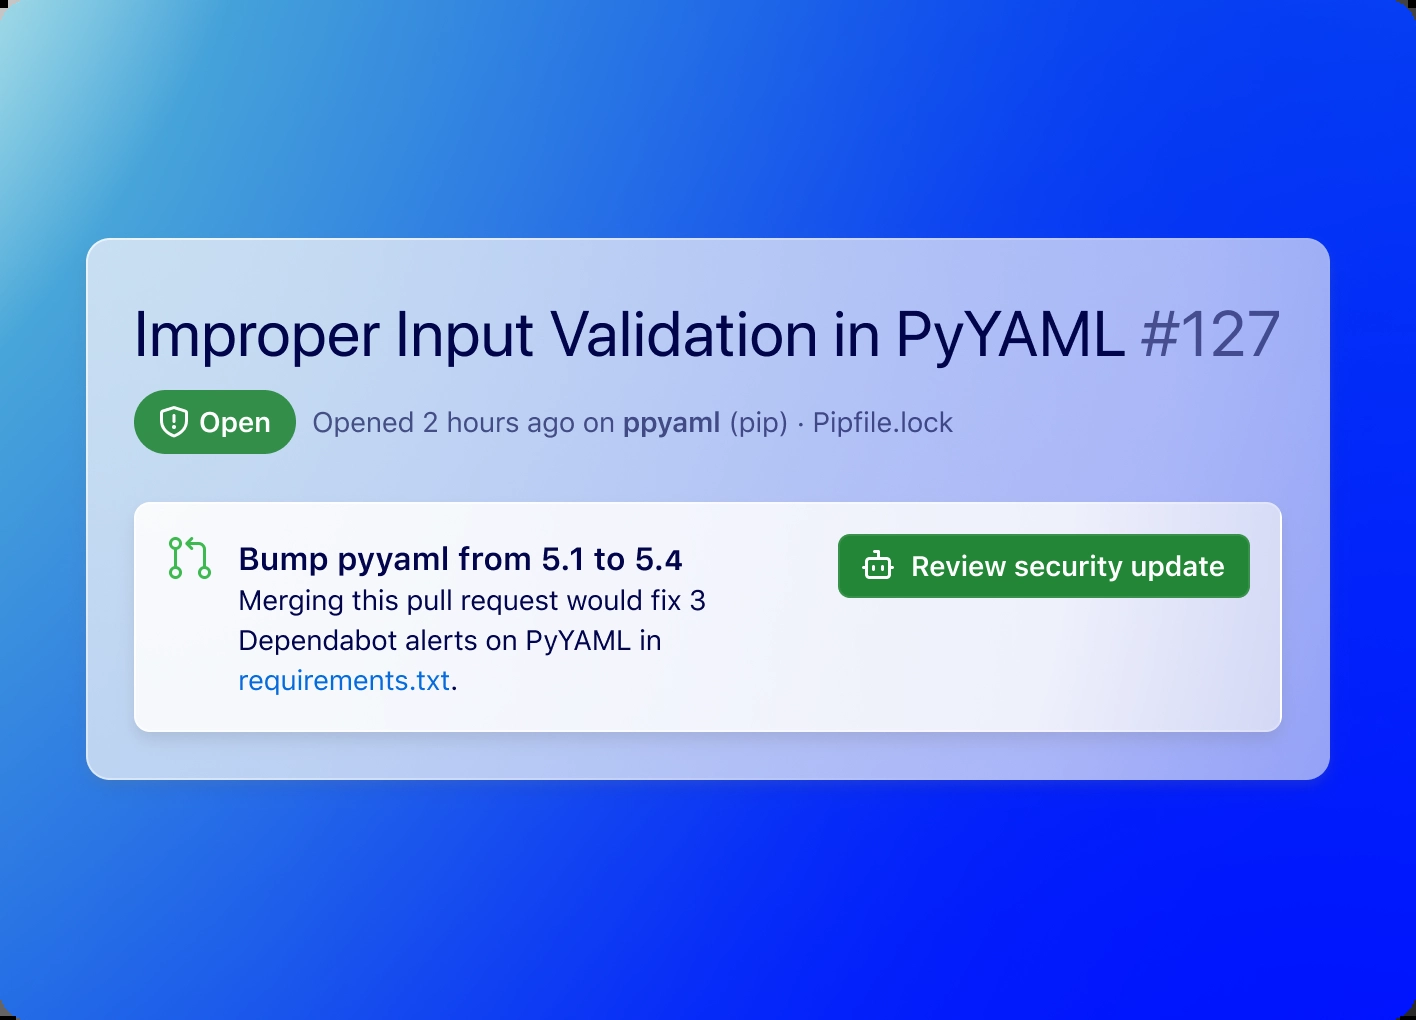 Improper Input Validation in PyYAML #127
Open Opened 2 hours ago on ppyaml (pip) · Pipfile.lock
Bump pyyaml from 5.1 to 5.4
Review security update
Merging this pull request would fix 3
Dependabot alerts on PyYAML in
requirements.txt.